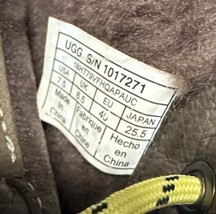 UGG S/N 1017271
18H179VFHQAPAUC
USA UK EU JAPAN
7.5 6.5 40 25.5
Made Fabriqué Hecho
in en en
China Chine China